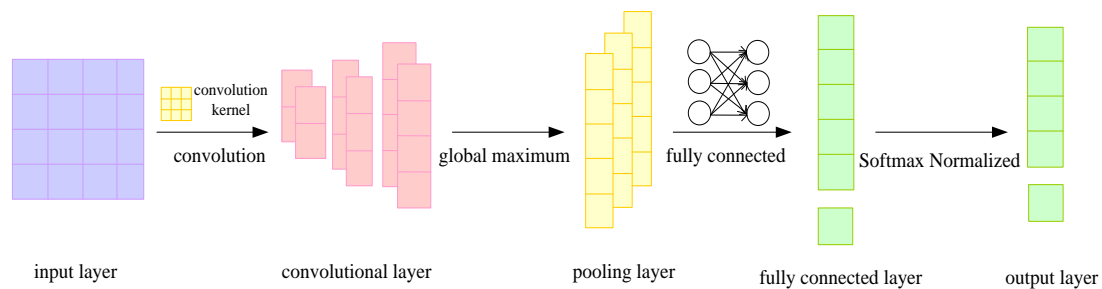 convolution
kernel
convolution
global maximum
fully connected
Softmax Normalized
input layer
convolutional layer
pooling layer
fully connected layer
output layer